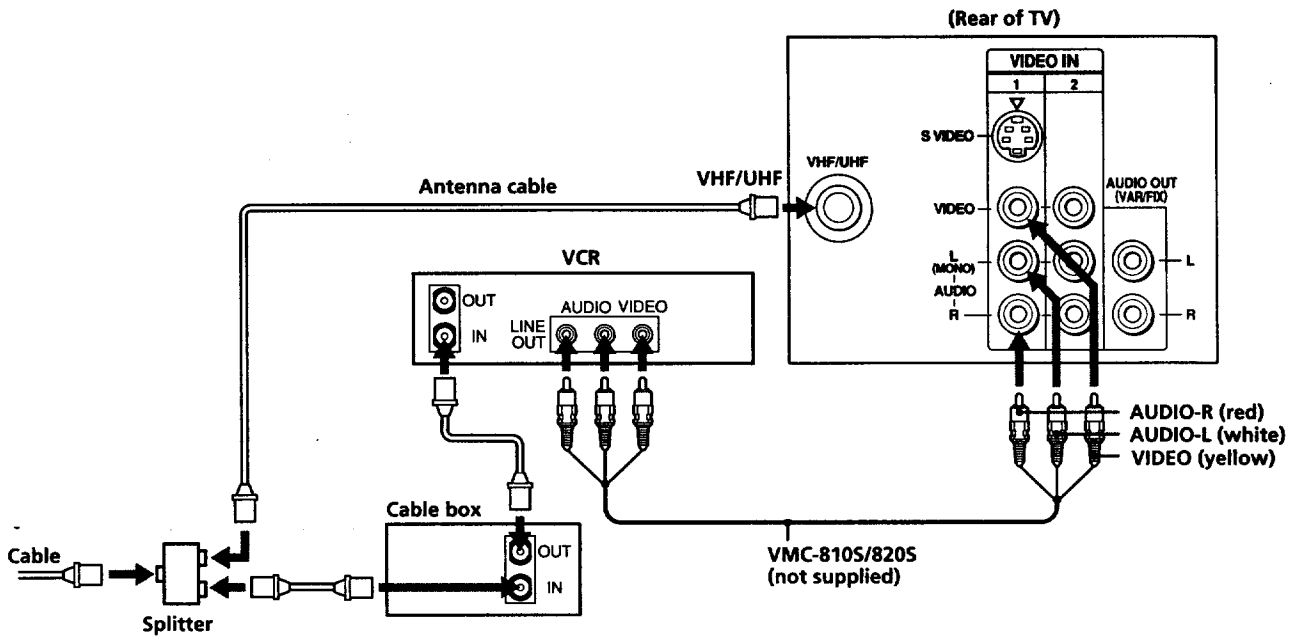 (Rear of TV)
VIDEO IN
1 2
S VIDEO
VHF/UHF
VHF/UHF
Antenna cable
AUDIO OUT
(VAR/FIX)
VIDEO
L
(MONO)
AUDIO
R
L
R
VCR
OUT
IN
AUDIO VIDEO
LINE
OUT
AUDIO-R (red)
AUDIO-L (white)
VIDEO (yellow)
Cable box
OUT
IN
VMC-810S/820S
(not supplied)
Cable
Splitter